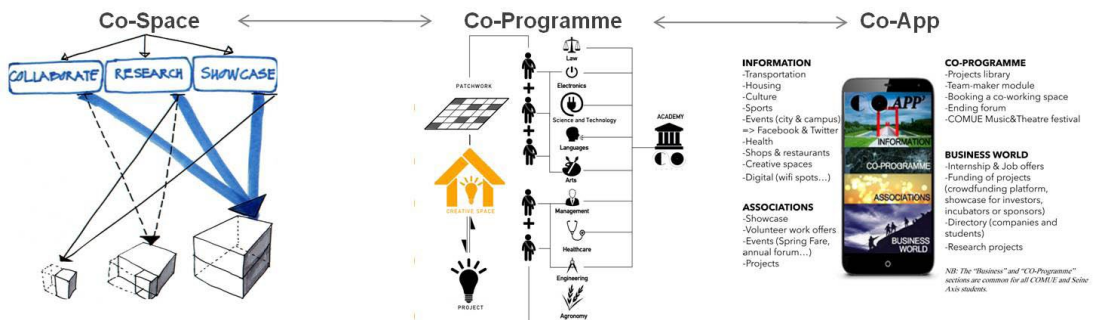 Co-Space
Co-Programme
Co-App
COLLABORATE
RESEARCH
SHOWCASE
PATCHWORK
CREATIVE SPACE
PROJECT
Law
Electronics
Science and Technology
Languages
Arts
Management
Healthcare
Engineering
Agronomy
ACADEMY
INFORMATION
-Transportation
-Housing
-Culture
-Sports
-Events (city & campus)
=> Facebook & Twitter
-Health
-Shops & restaurants
-Creative spaces
-Digital (wifi spots...)
ASSOCIATIONS
-Showcase
-Volunteer work offers
-Events (Spring Fare,
annual forum...)
-Projects
APP'
INFORMATION
CO-PROGRAMME
ASSOCIATIONS
BUSINESS
WORLD
CO-PROGRAMME
-Projects library
-Team-maker module
-Booking a co-working space
-Ending forum
-COMUE Music&Theatre festival
BUSINESS WORLD
-Internship & Job offers
-Funding of projects
(crowdfunding platform,
showcase for investors,
incubators or sponsors)
-Directory (companies and
students)
-Research projects
NB: The "Business" and "CO-Programme"
sections are common for all COMUE and Seine
Axis students.